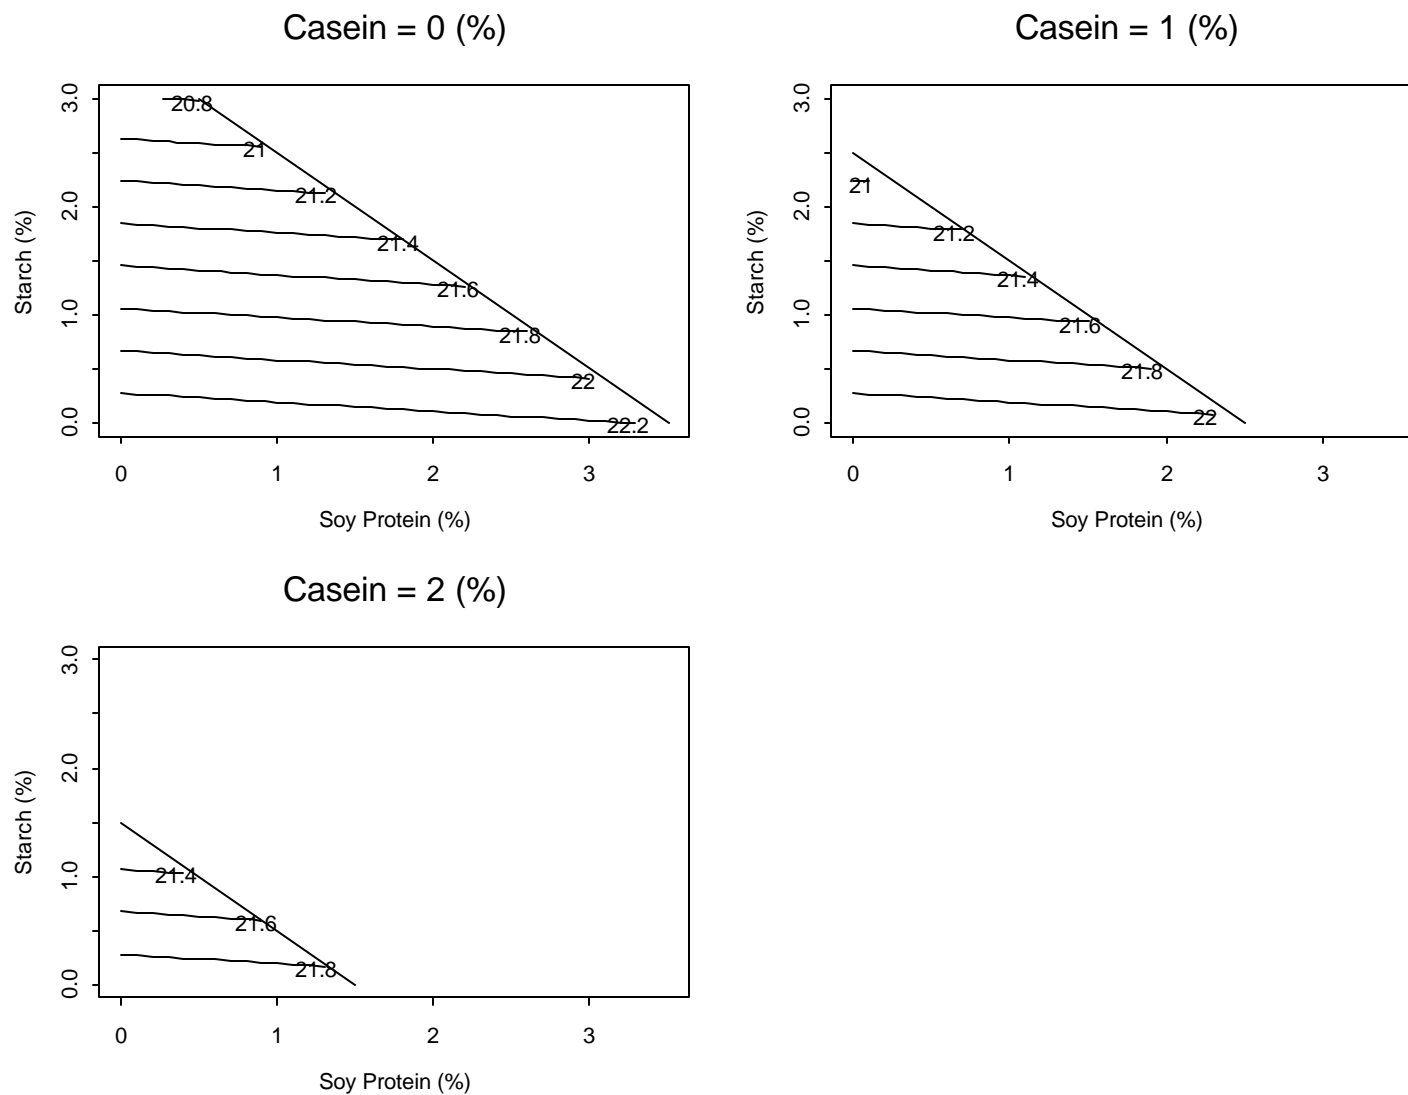 Casein = 0 (%)
Starch (%)
3.0
2.0
1.0
0.0
20.8
21
21.2
21.4
21.6
21.8
22
22.2
0 1 2 3
Soy Protein (%)
Casein = 1 (%)
Starch (%)
3.0
2.0
1.0
0.0
21
21.2
21.4
21.6
21.8
22
0 1 2 3
Soy Protein (%)
Casein = 2 (%)
Starch (%)
3.0
2.0
1.0
0.0
21.4
21.6
21.8
0 1 2 3
Soy Protein (%)